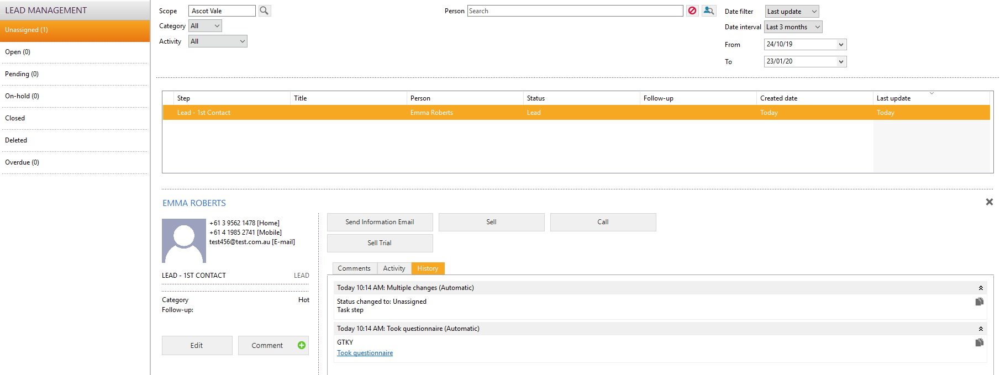 LEAD MANAGEMENT
Unassigned (1)
Open (0)
Pending (0)
On-hold (0)
Closed
Deleted
Overdue (0)
Scope Ascot Vale
Category All
Activity All
Person Search
Date filter Last update
Date interval Last 3 months
From 24/10/19
To 23/01/20
Step Title Person Status Follow-up Created date Last update
Lead - 1st Contact Emma Roberts Lead Today Today
EMMA ROBERTS
+61 3 9562 1478 [Home]
+61 4 1985 2741 [Mobile]
test456@test.com.au [E-mail]
LEAD - 1ST CONTACT LEAD
Category Hot
Follow-up:
Edit Comment
Send Information Email Sell Call
Sell Trial
Comments Activity History
Today 10:14 AM: Multiple changes (Automatic)
Status changed to: Unassigned
Task step
Today 10:14 AM: Took questionnaire (Automatic)
GTKY
Took questionnaire